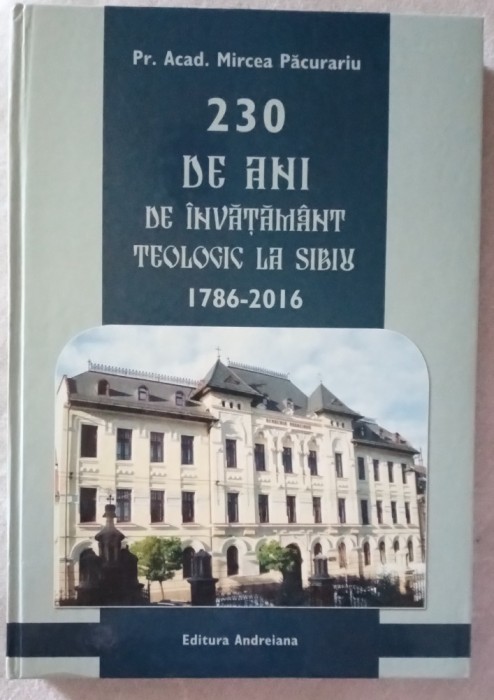 Pr. Acad. Mircea Păcurariu
230
DE ANI
DE ÎNVĂȚĂMÂNT
TEOLOGIC LA SIBIU
1786-2016
Editura Andreiana